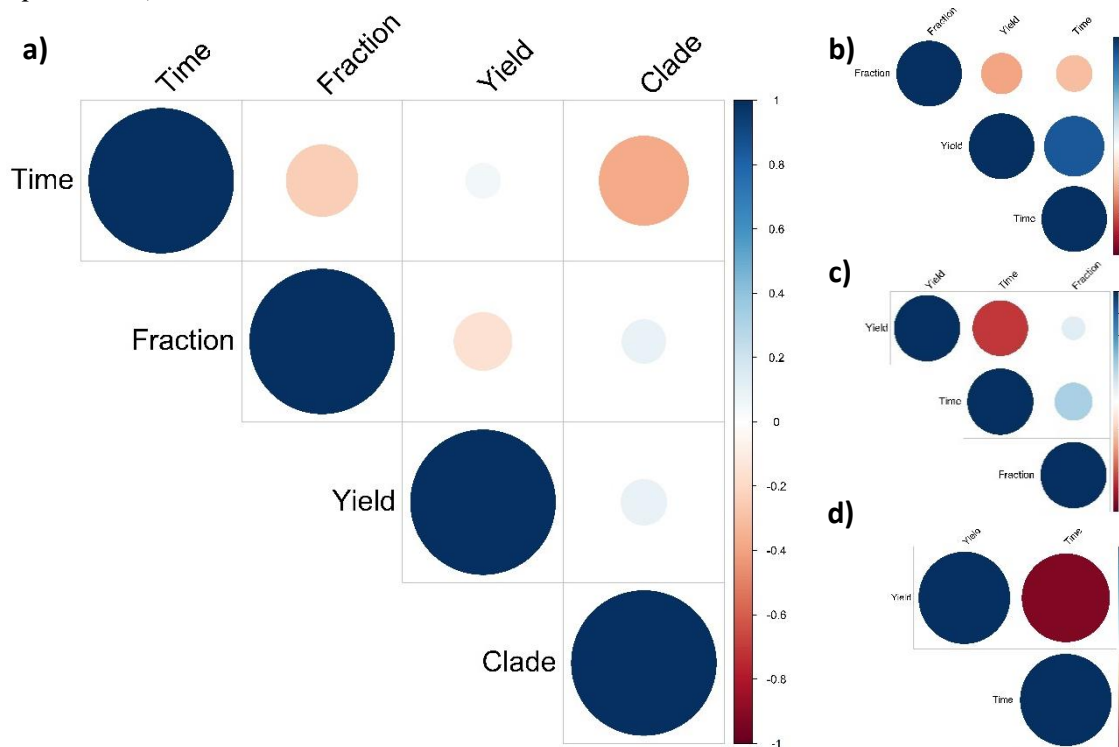 a)
Time Fraction Yield Clade
Time
Fraction
Yield
Clade
1
0.8
0.6
0.4
0.2
0
-0.2
-0.4
-0.6
-0.8
-1
b)
Fraction Yield Time
Fraction
Yield
Time
c)
Yield Time Fraction
Yield
Time
Fraction
d)
Yield Time
Yield
Time